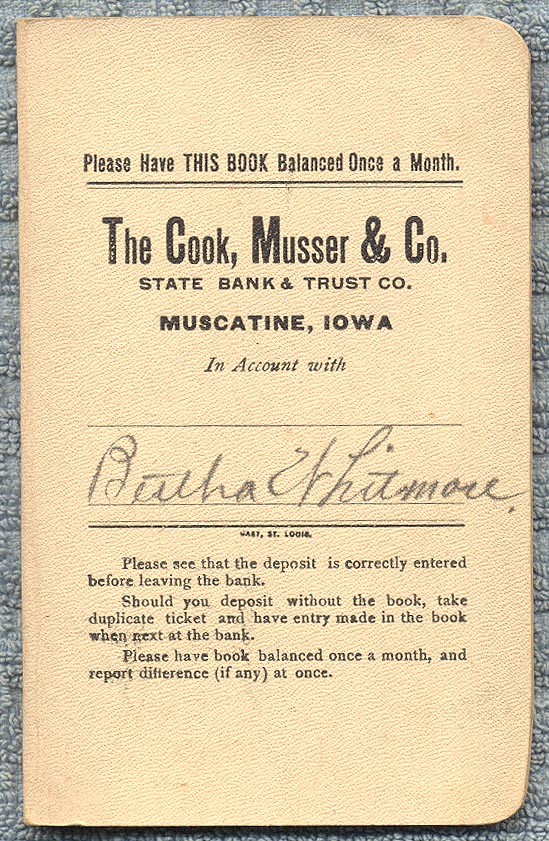 Please Have THIS BOOK Balanced Once a Month.
The Cook, Musser & Co.
STATE BANK & TRUST CO.
MUSCATINE, IOWA
In Account with
Bertha Whitmore.
GAST, ST. LOUIS.
Please see that the deposit is correctly entered
before leaving the bank.
Should you deposit without the book, take
duplicate ticket and have entry made in the book
when next at the bank.
Please have book balanced once a month, and
report difference (if any) at once.